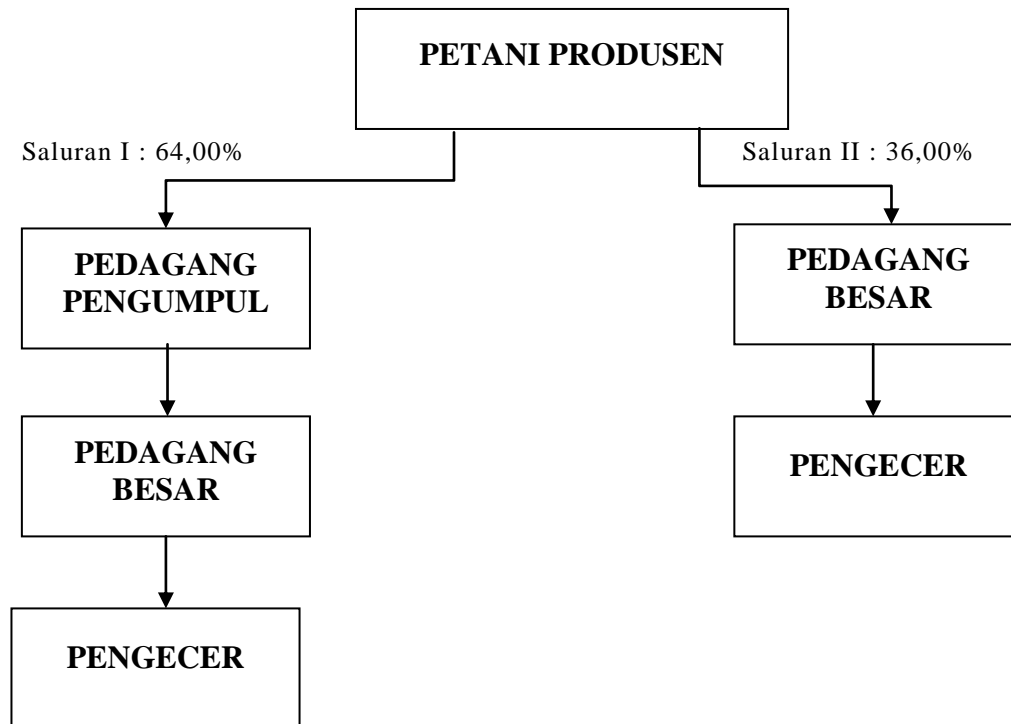 PETANI PRODUSEN
Saluran I : 64,00%
Saluran II : 36,00%
PEDAGANG
PENGUMPUL
PEDAGANG
BESAR
PEDAGANG
BESAR
PENGECER
PENGECER